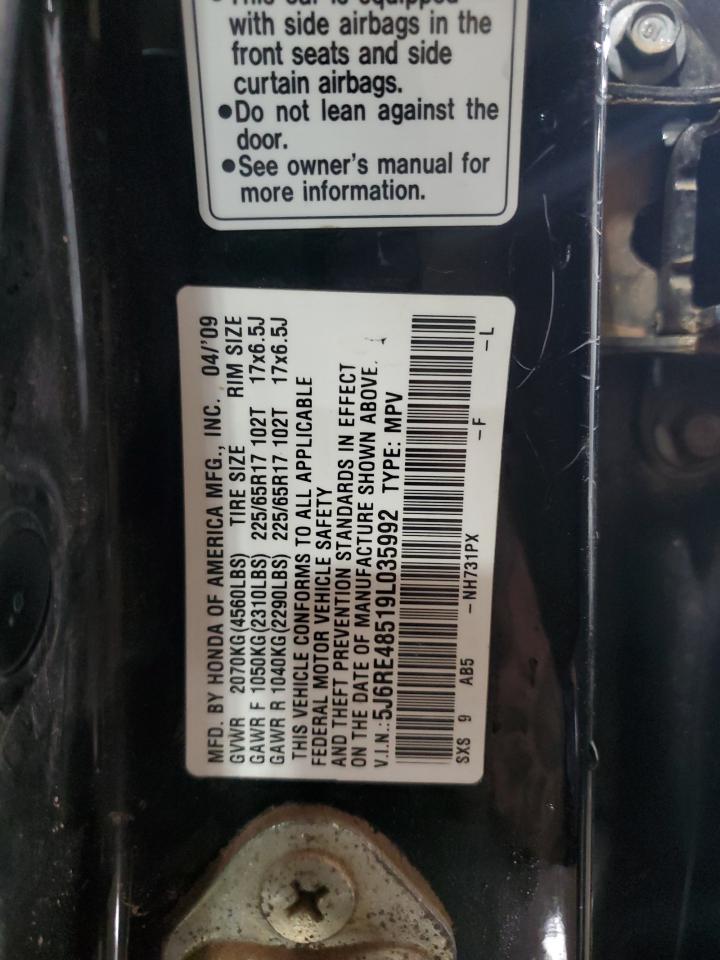 •This car is equipped
with side airbags in the
front seats and side
curtain airbags.
•Do not lean against the
door.
•See owner's manual for
more information.
MFD. BY HONDA OF AMERICA MFG., INC. 04/'09
GVWR 2070KG(4560LBS) TIRE SIZE RIM SIZE
GAWR F 1050KG(2310LBS) 225/65R17 102T 17x6.5J
GAWR R 1040KG(2290LBS) 225/65R17 102T 17x6.5J
THIS VEHICLE CONFORMS TO ALL APPLICABLE
FEDERAL MOTOR VEHICLE SAFETY
AND THEFT PREVENTION STANDARDS IN EFFECT
ON THE DATE OF MANUFACTURE SHOWN ABOVE.
V.I.N.:5J6RE48519L035992 TYPE: MPV
SXS 9 AB5 -NH731PX -F -L